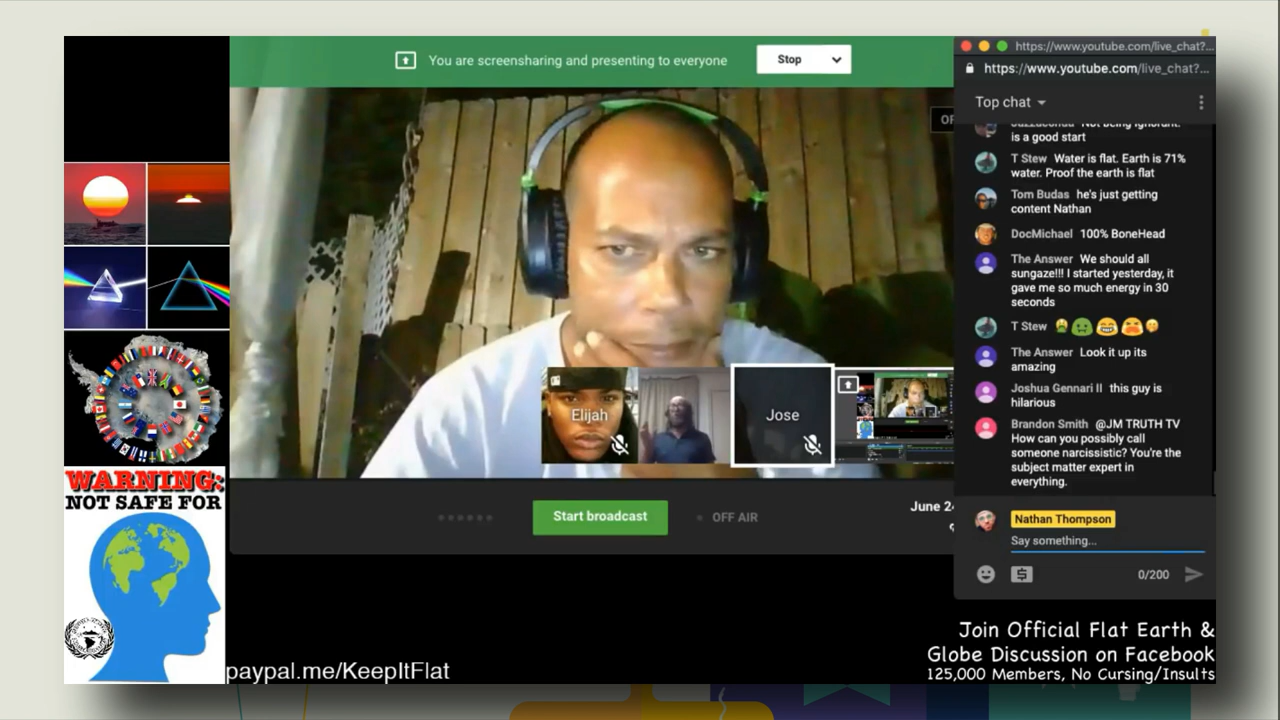 You are screensharing and presenting to everyone
Stop
https://www.youtube.com/live_chat?...
https://www.youtube.com/live_chat?...
Top chat
Not being ignorant.
is a good start
T Stew Water is flat. Earth is 71%
water. Proof the earth is flat
Tom Budas he's just getting
content Nathan
DocMichael 100% BoneHead
The Answer We should all
sungaze!!! I started yesterday, it
gave me so much energy in 30
seconds
T Stew
The Answer Look it up its
amazing
Joshua Gennari II this guy is
hilarious
Brandon Smith @JM TRUTH TV
How can you possibly call
someone narcissistic? You're the
subject matter expert in
everything.
Nathan Thompson
Say something...
0/200
Elijah
Jose
Start broadcast
OFF AIR
June 24
WARNING:
NOT SAFE FOR
paypal.me/KeepItFlat
Join Official Flat Earth &
Globe Discussion on Facebook
125,000 Members, No Cursing/Insults